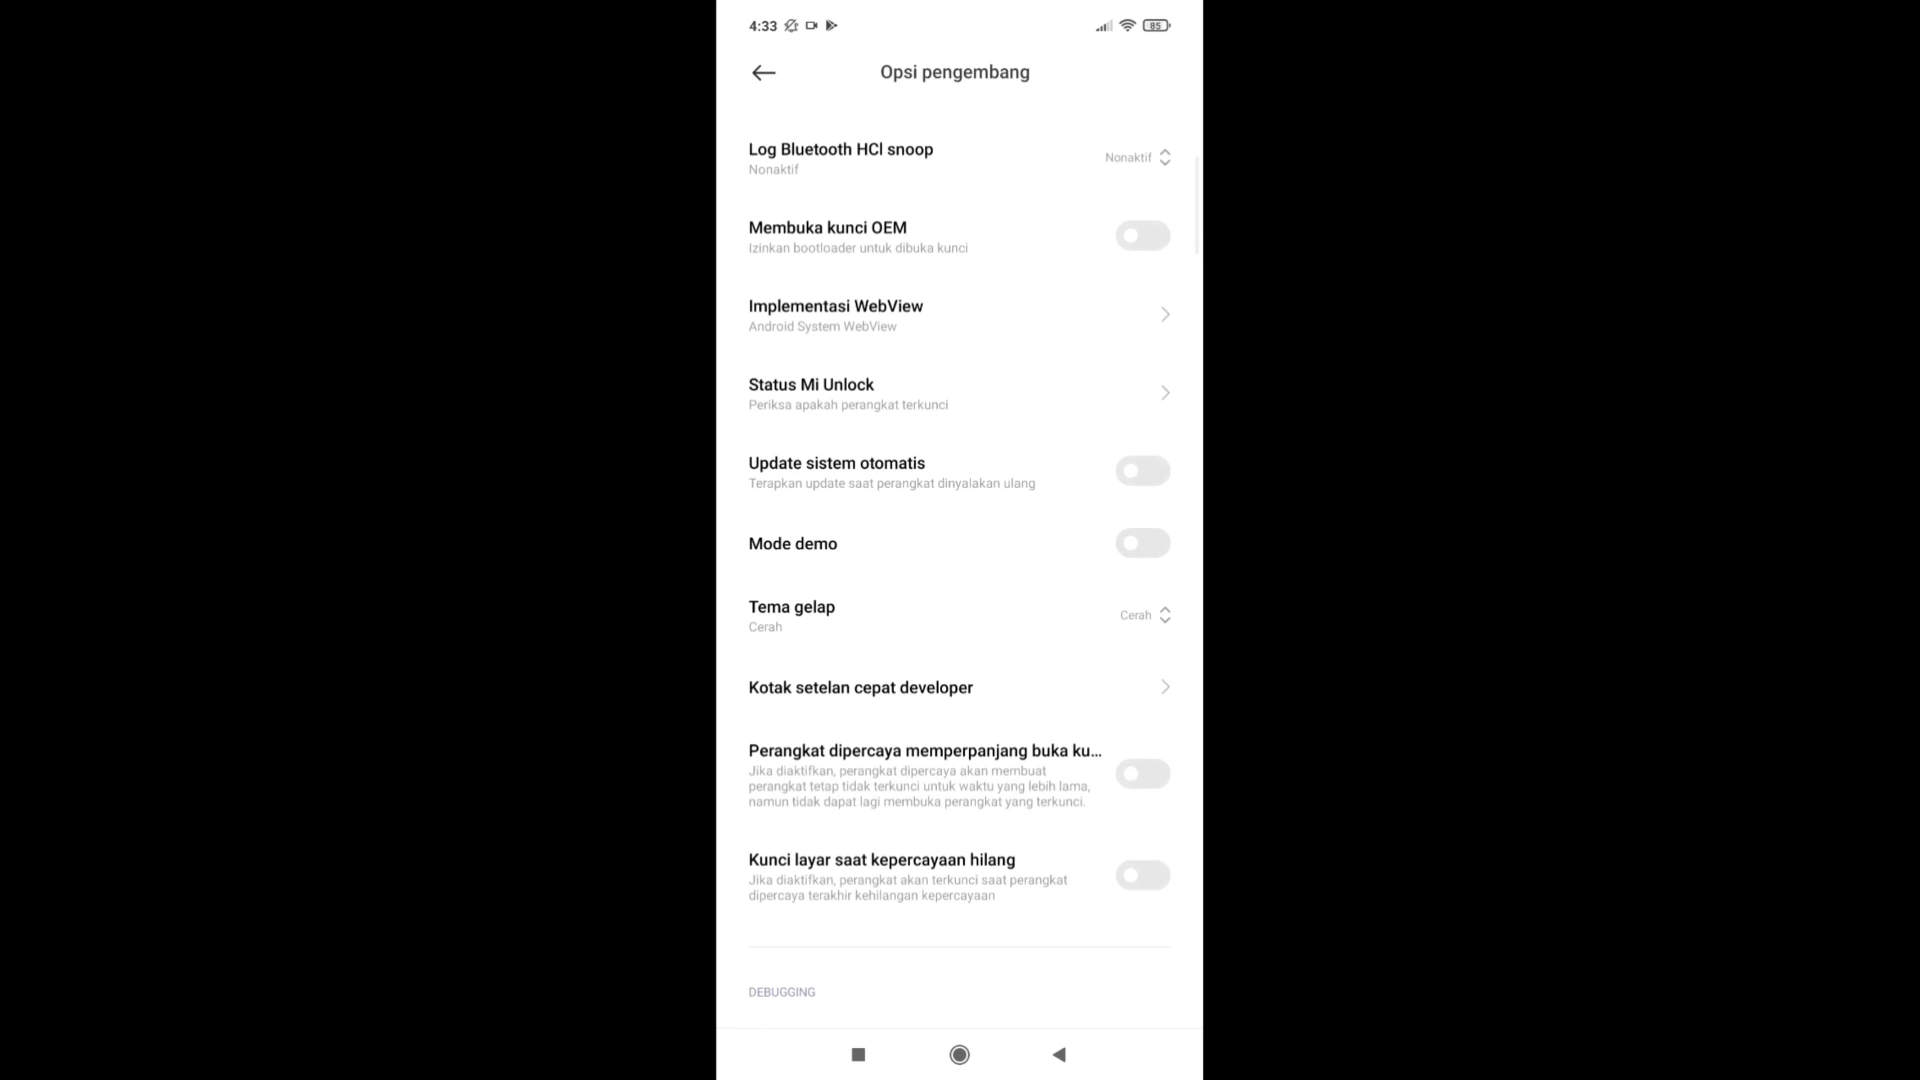 4:33
85
Opsi pengembang
Log Bluetooth HCI snoop
Nonaktif
Nonaktif
Membuka kunci OEM
Izinkan bootloader untuk dibuka kunci
Implementasi WebView
Android System WebView
Status Mi Unlock
Periksa apakah perangkat terkunci
Update sistem otomatis
Terapkan update saat perangkat dinyalakan ulang
Mode demo
Tema gelap
Cerah
Cerah
Kotak setelan cepat developer
Perangkat dipercaya memperpanjang buka ku...
Jika diaktifkan, perangkat dipercaya akan membuat
perangkat tetap tidak terkunci untuk waktu yang lebih lama,
namun tidak dapat lagi membuka perangkat yang terkunci.
Kunci layar saat kepercayaan hilang
Jika diaktifkan, perangkat akan terkunci saat perangkat
dipercaya terakhir kehilangan kepercayaan
DEBUGGING